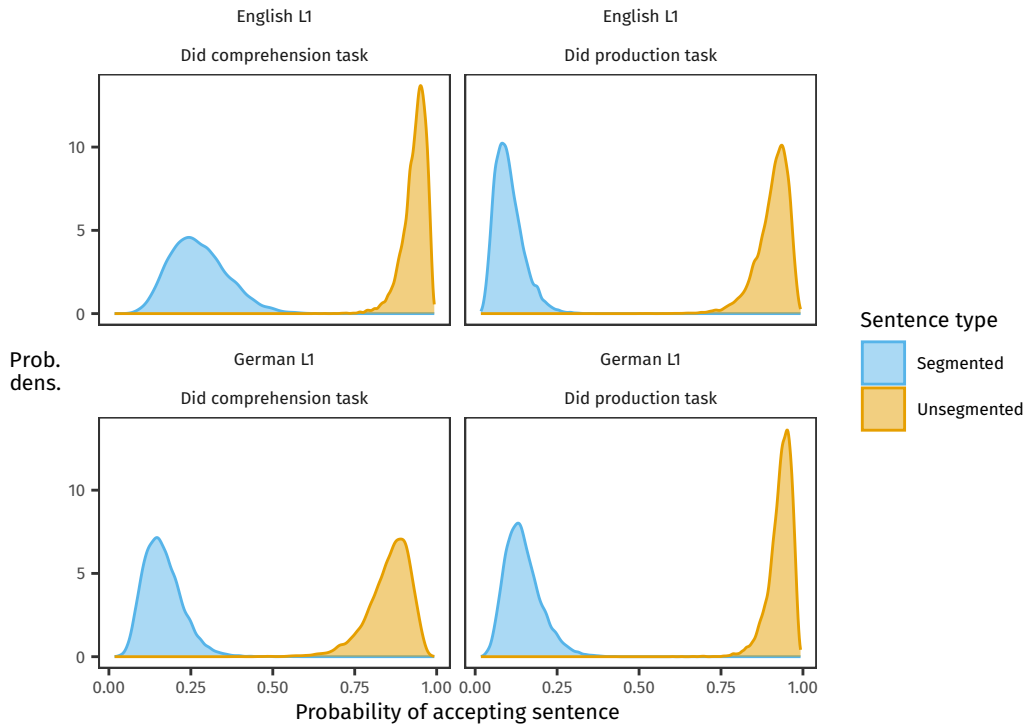 English L1
English L1
Did comprehension task
Did production task
10
5
0
Prob.
dens.
German L1
German L1
Did comprehension task
Did production task
10
5
0
0.00 0.25 0.50 0.75 1.00
0.00 0.25 0.50 0.75 1.00
Probability of accepting sentence
Sentence type
Segmented
Unsegmented